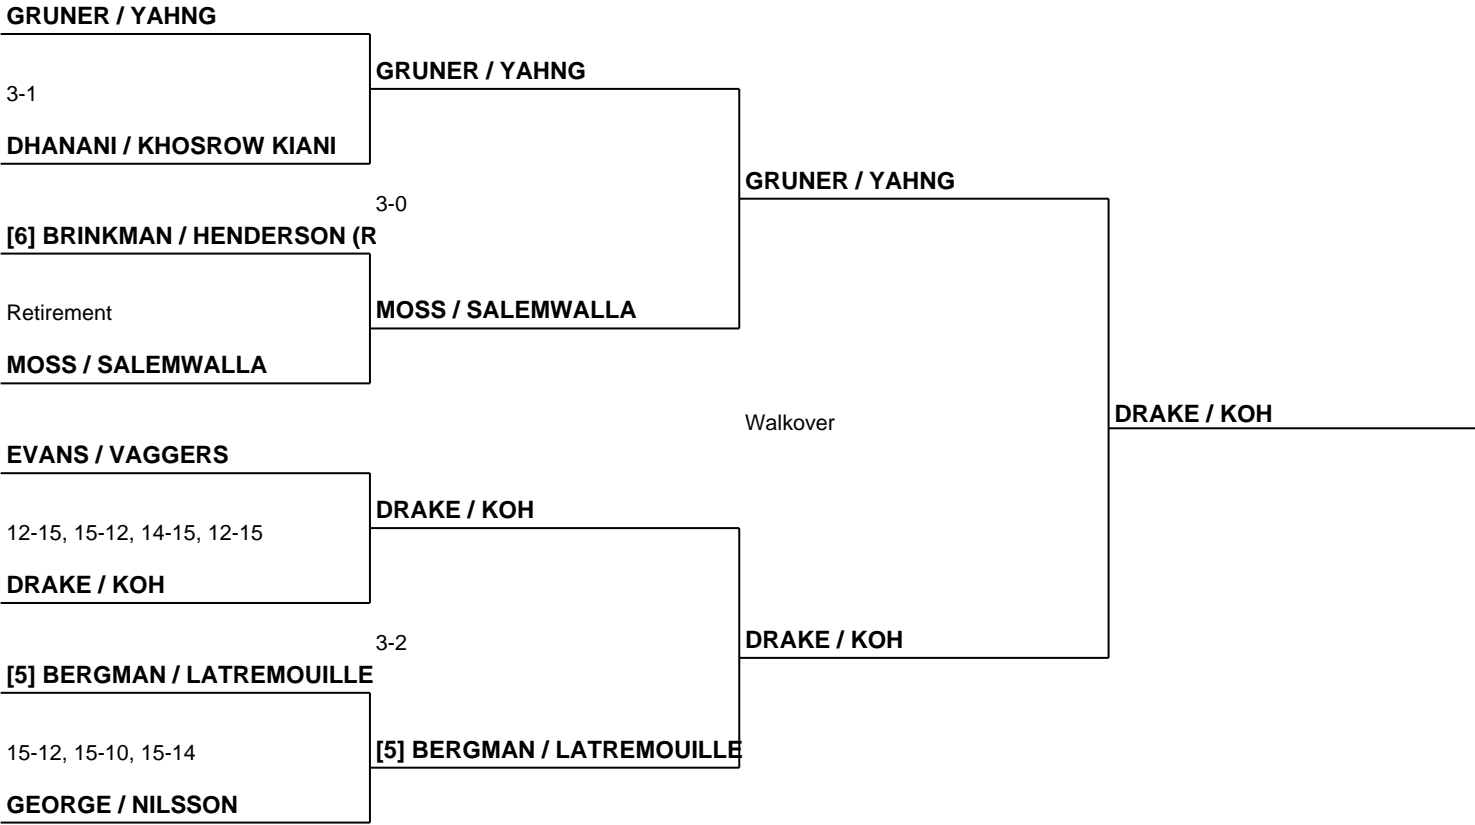 GRUNER / YAHNG
3-1
DHANANI / KHOSROW KIANI
[6] BRINKMAN / HENDERSON (R
Retirement
MOSS / SALEMWALLA
EVANS / VAGGERS
12-15, 15-12, 14-15, 12-15
DRAKE / KOH
[5] BERGMAN / LATREMOUILLE
15-12, 15-10, 15-14
GEORGE / NILSSON
GRUNER / YAHNG
3-0
MOSS / SALEMWALLA
DRAKE / KOH
3-2
[5] BERGMAN / LATREMOUILLE
GRUNER / YAHNG
Walkover
DRAKE / KOH
DRAKE / KOH